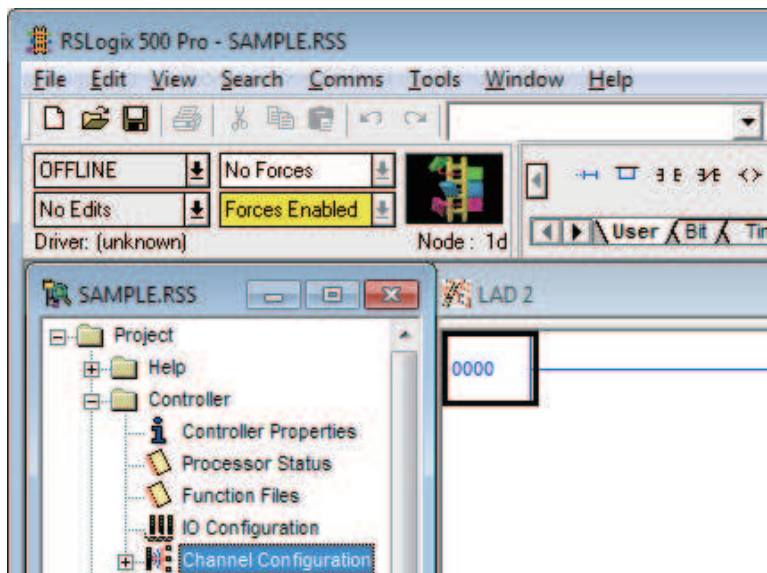 RSLogix 500 Pro - SAMPLE.RSS
File Edit View Search Comms Tools Window Help
OFFLINE No Forces
No Edits Forces Enabled
Driver: (unknown) Node : 1d
User Bit
SAMPLE.RSS
LAD 2
Project
Help
Controller
0000
Controller Properties
Processor Status
Function Files
IO Configuration
Channel Configuration